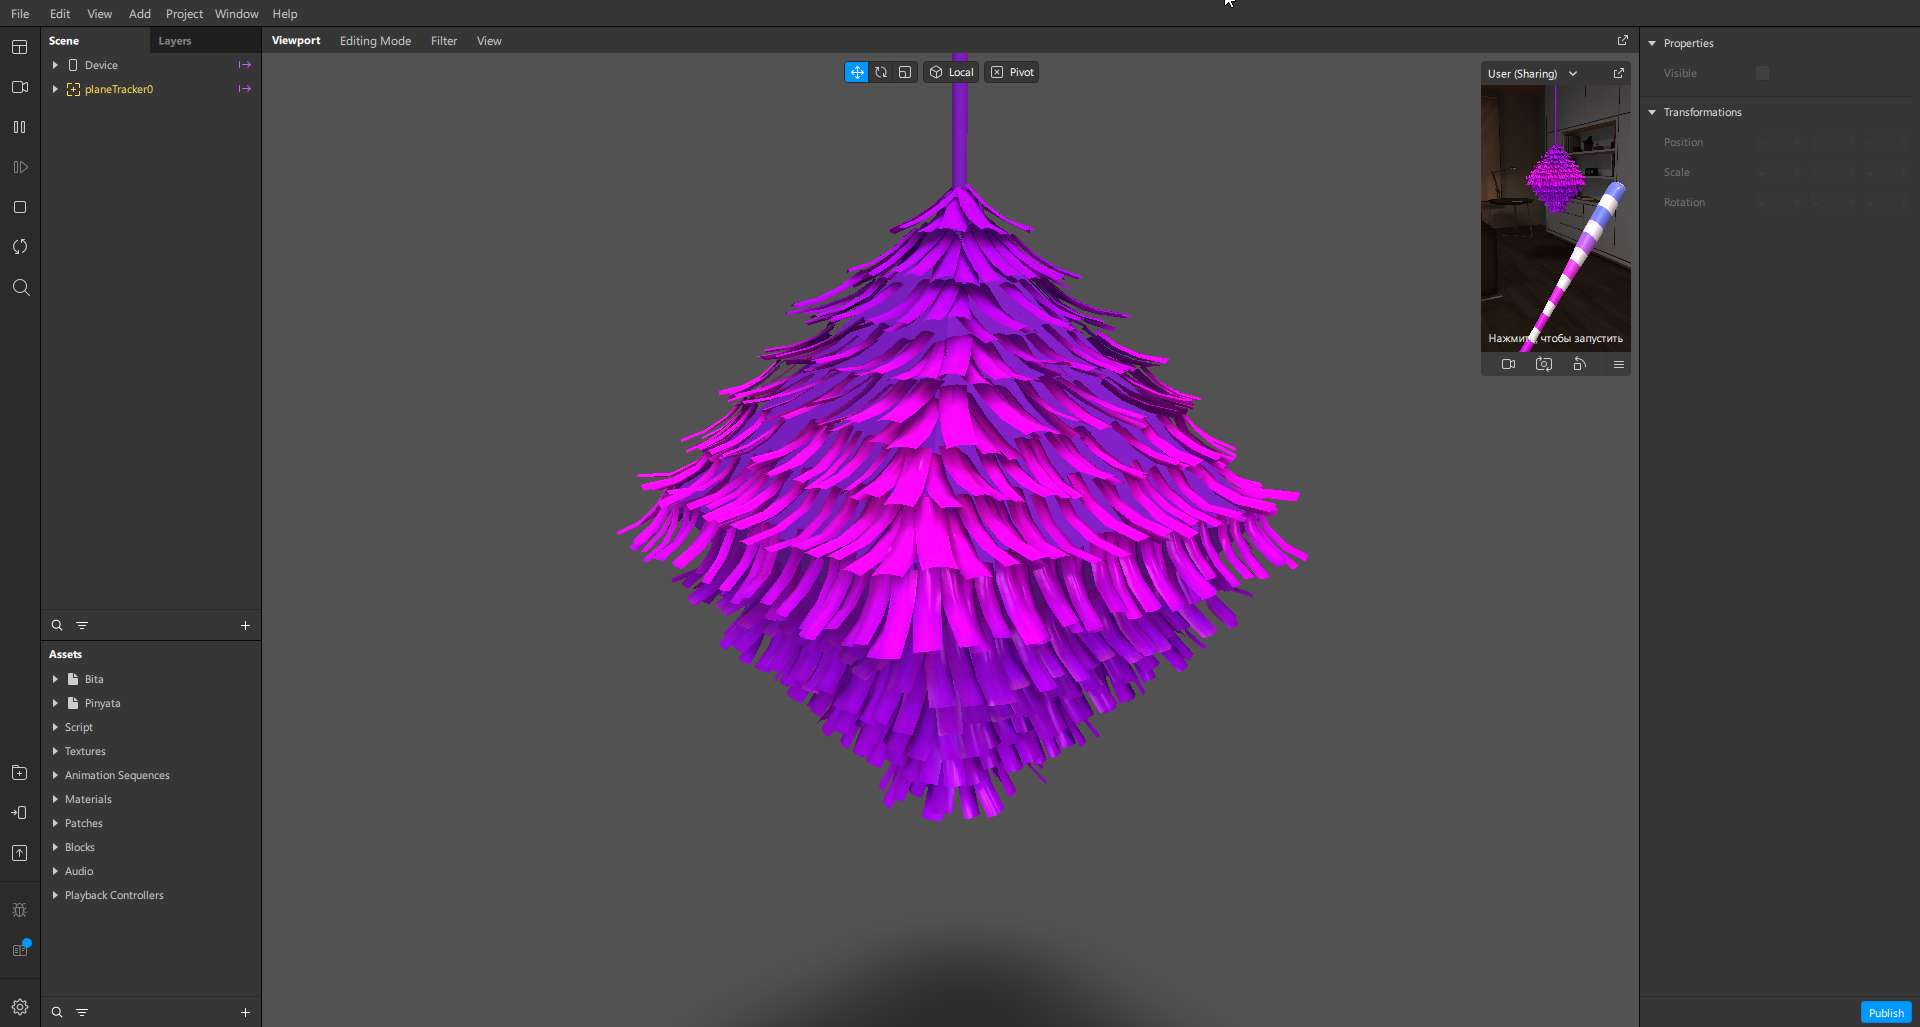 File Edit View Add Project Window Help
Scene Layers
Device
planeTracker0
Assets
Bita
Pinyata
Script
Textures
Animation Sequences
Materials
Patches
Blocks
Audio
Playback Controllers
Viewport Editing Mode Filter View
Local Pivot
User (Sharing)
Нажмите, чтобы запустить
Properties
Visible
Transformations
Position
Scale
Rotation
Publish